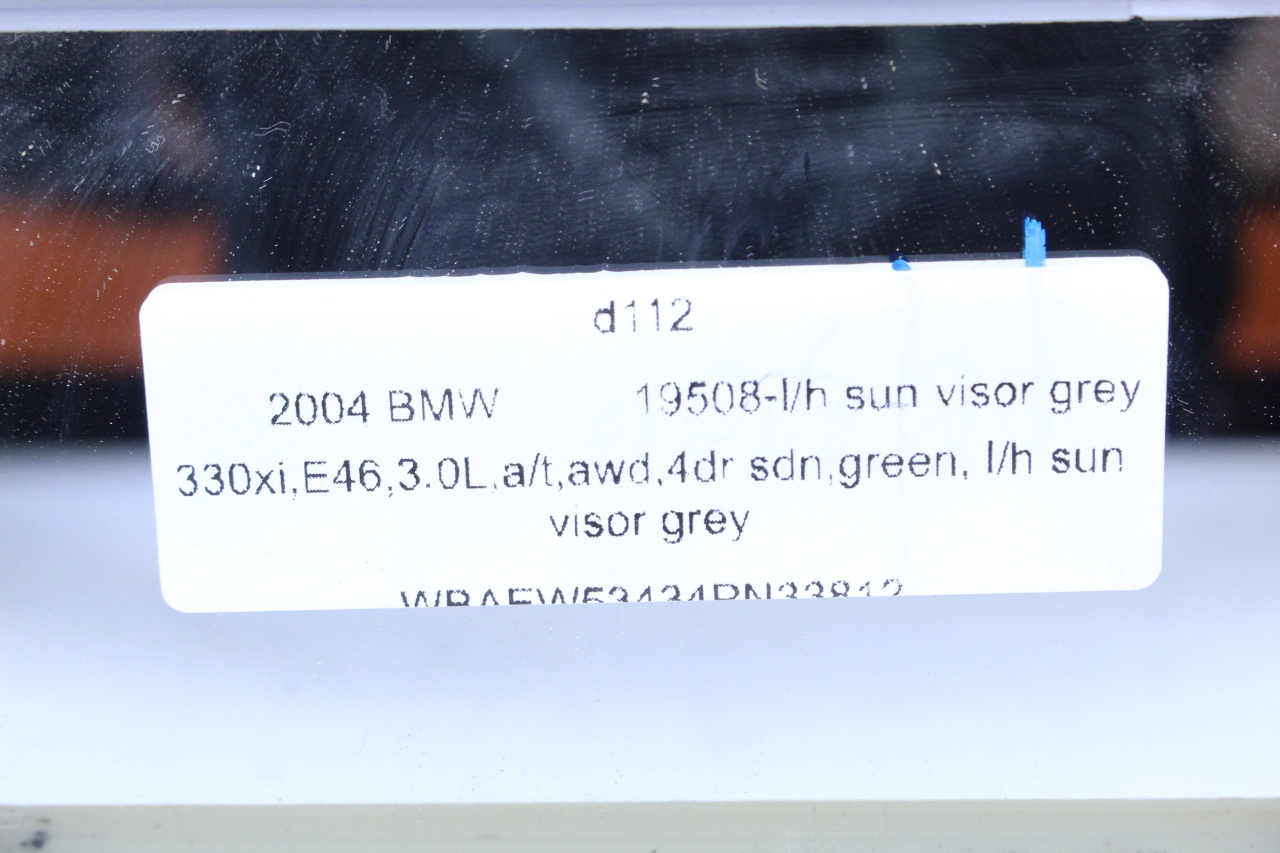 d112
2004 BMW 19508-l/h sun visor grey
330xi,E46,3.0L,a/t,awd,4dr sdn,green, l/h sun
visor grey